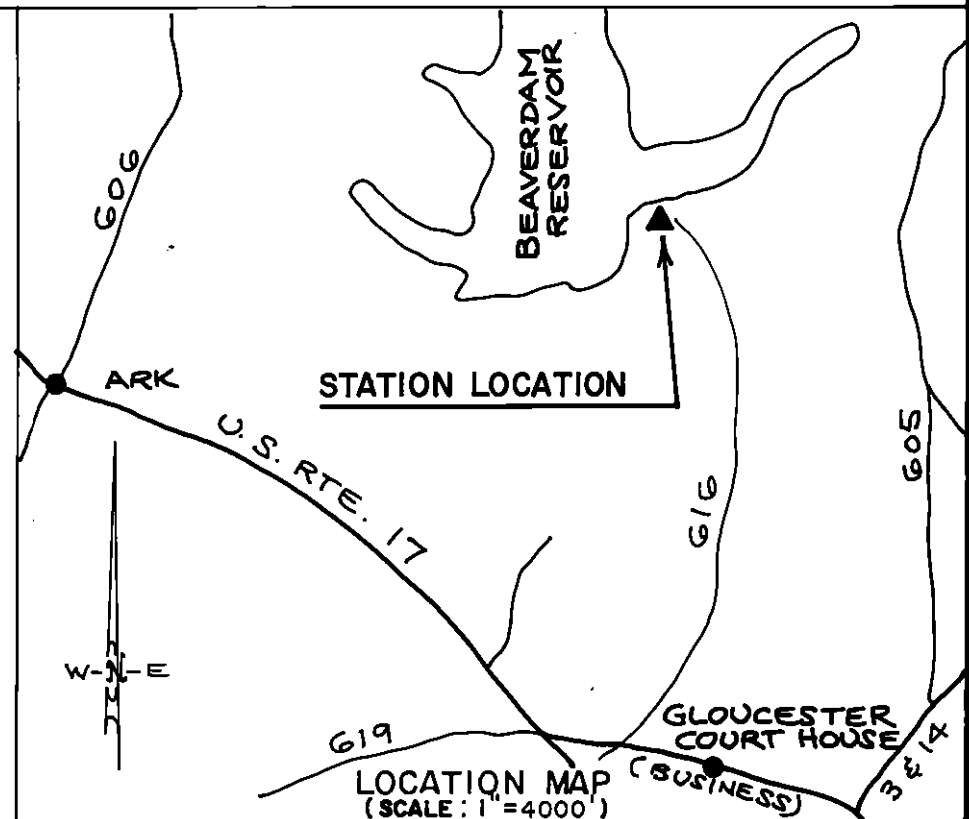 BEAVERDAM
RESERVOIR
606
ARK
STATION LOCATION
U.S. RTE. 17
605
616
W-N-E
GLOUCESTER
COURT HOUSE
619
(BUSINESS)
3 & 14
LOCATION MAP
(SCALE: 1"=4000')